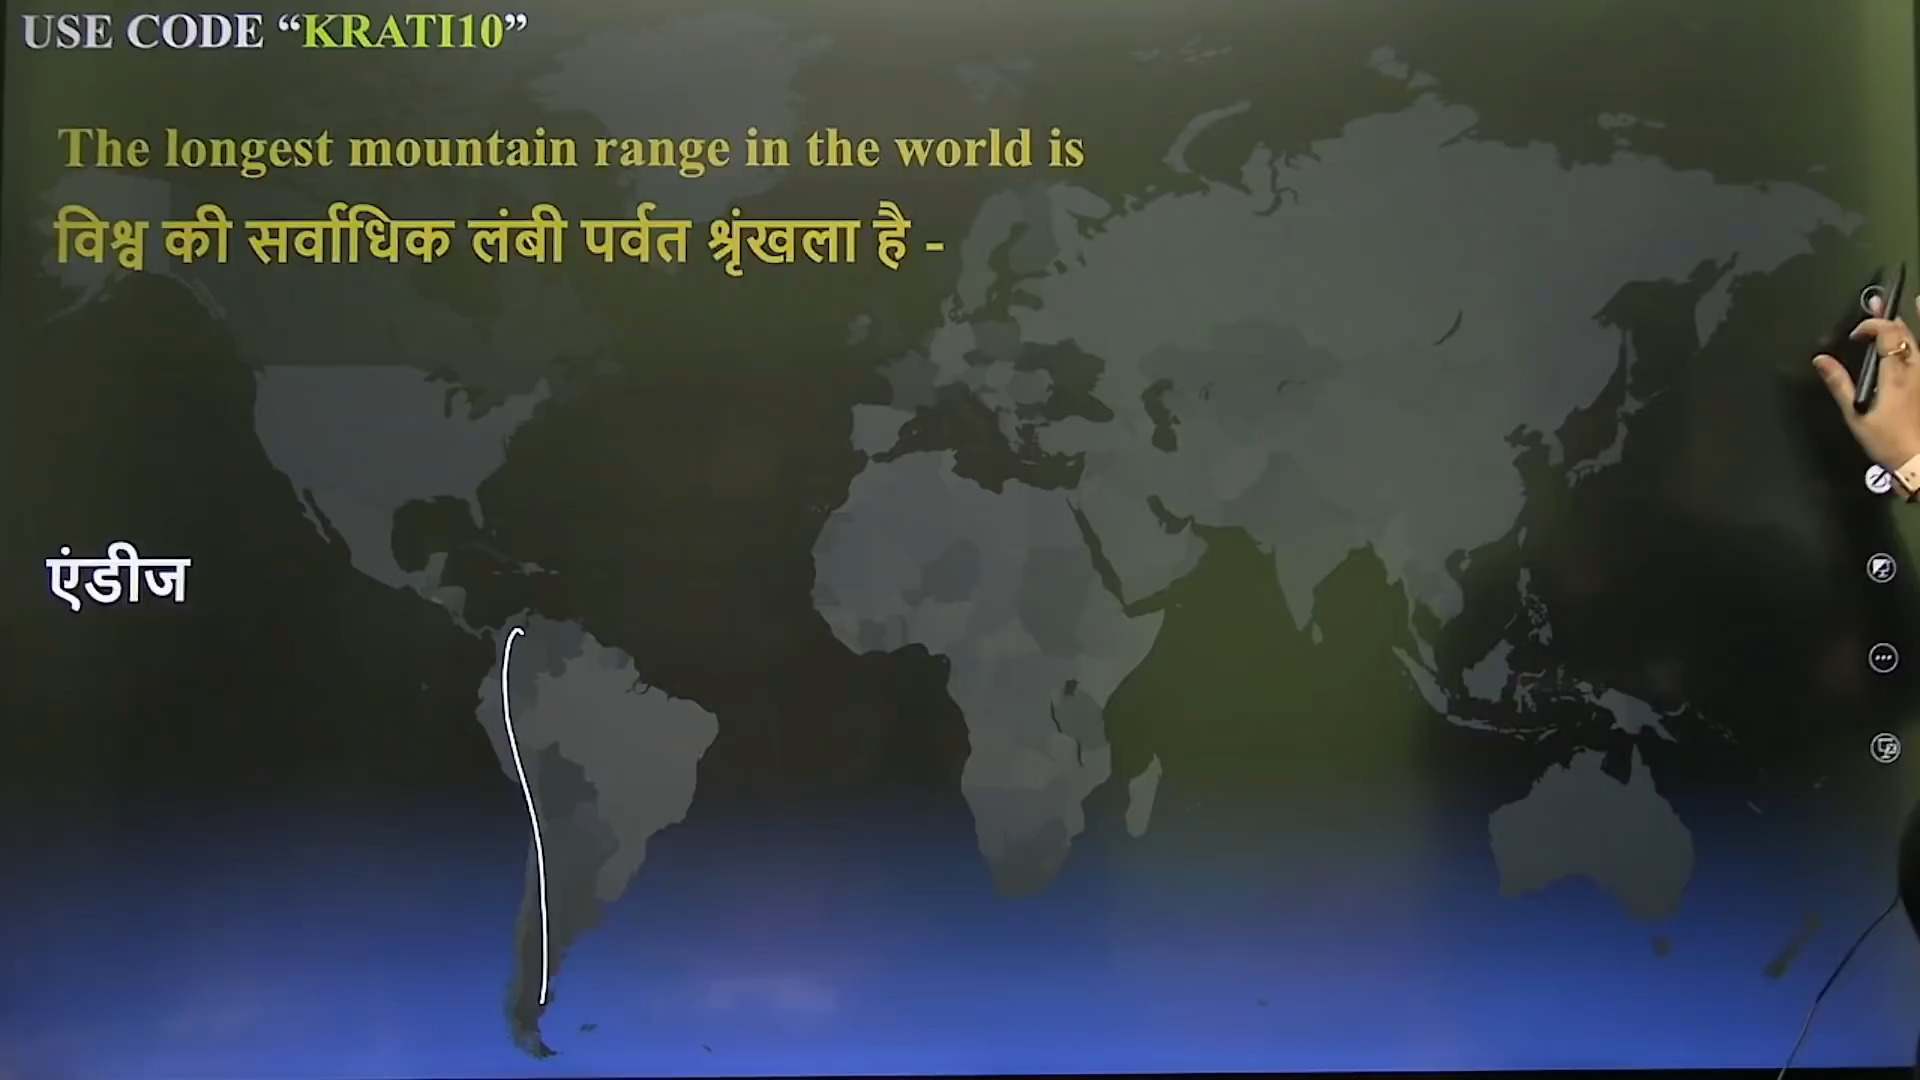 USE CODE “KRATI10”
The longest mountain range in the world is
विश्व की सर्वाधिक लंबी पर्वत श्रृंखला है -
एंडीज